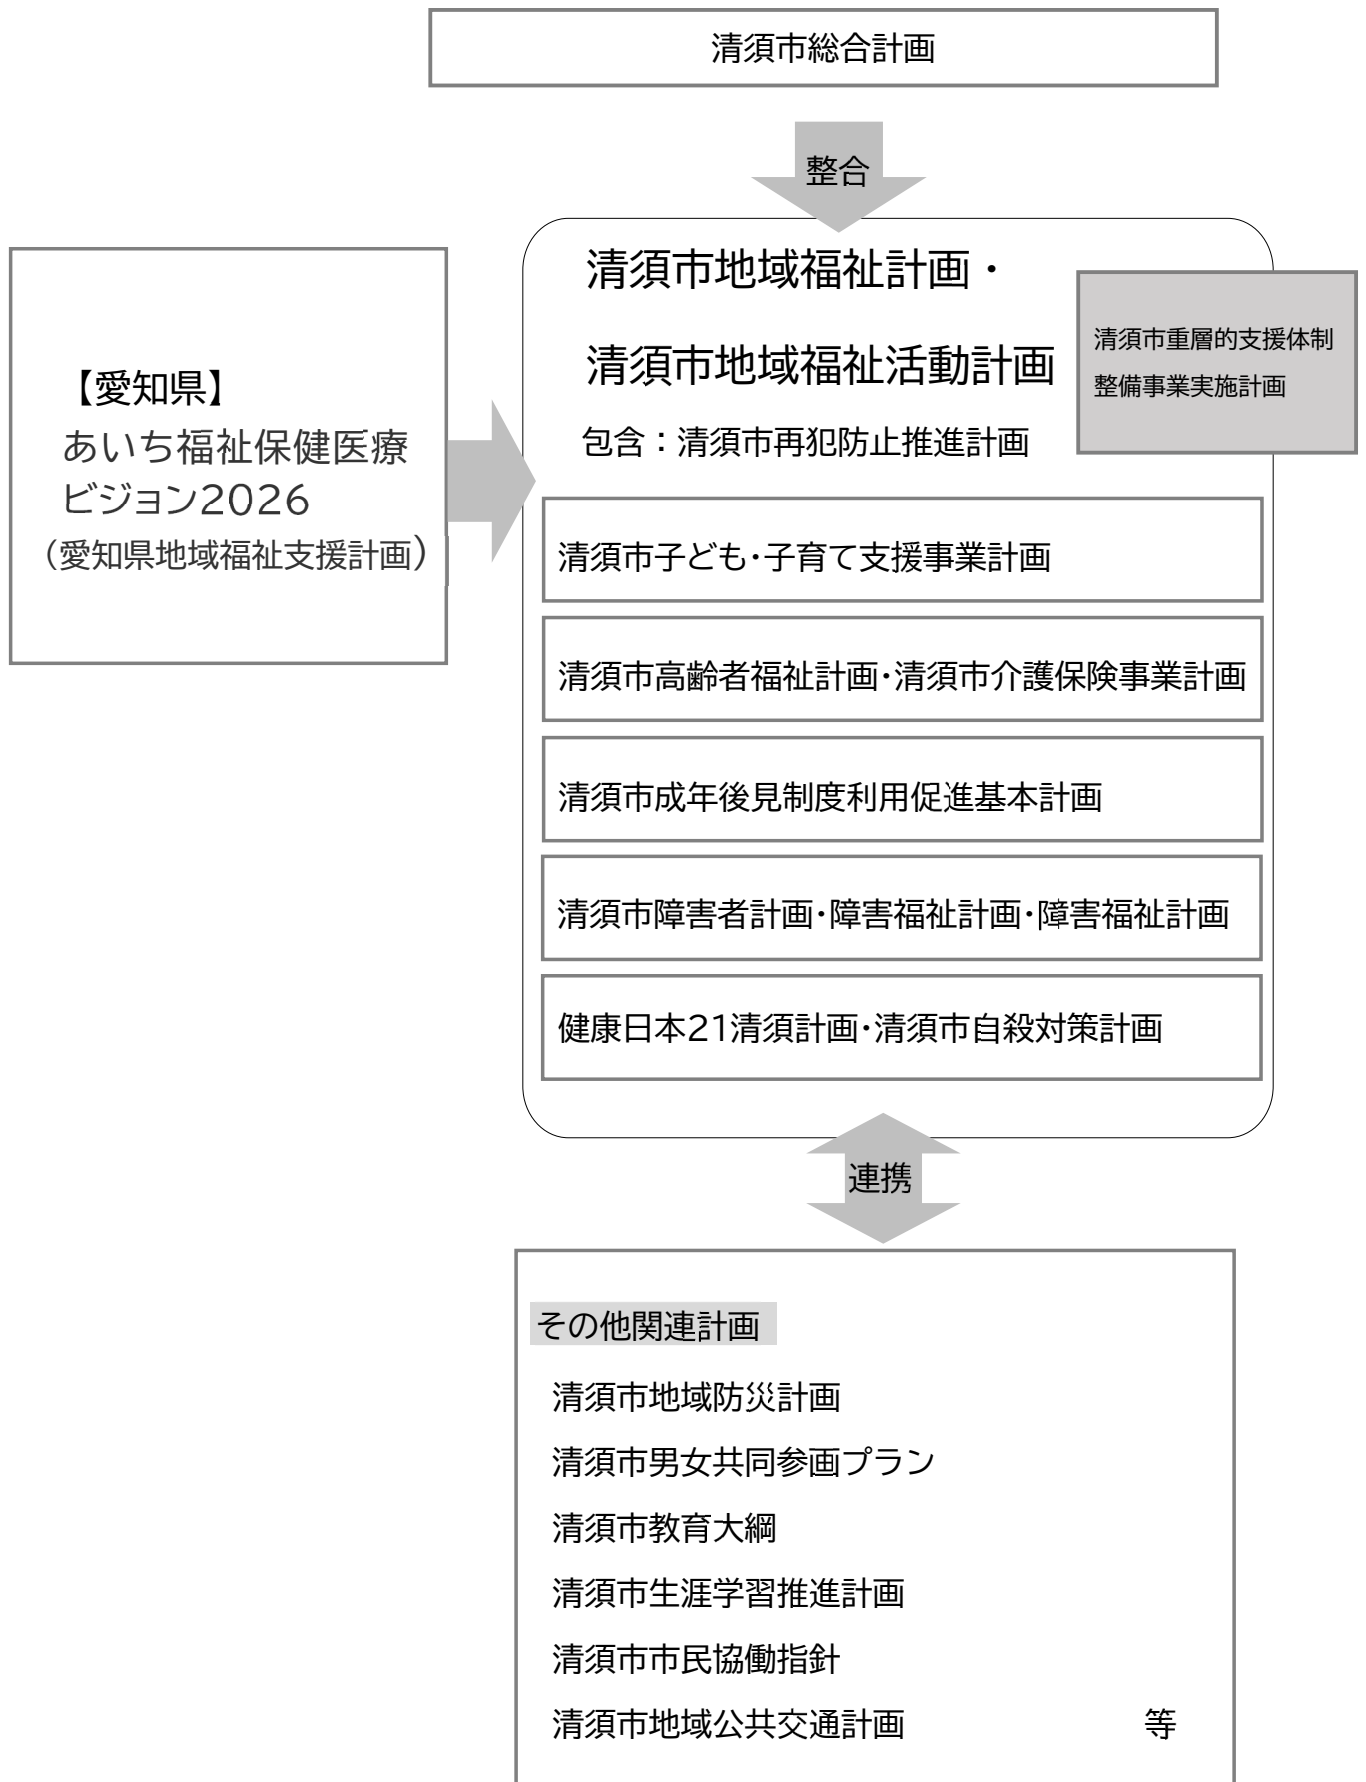 清須市総合計画
整合
清須市地域福祉計画・
清須市地域福祉活動計画
包含：清須市再犯防止推進計画
清須市重層的支援体制
整備事業実施計画
【愛知県】
あいち福祉保健医療
ビジョン2026
（愛知県地域福祉支援計画）
清須市子ども・子育て支援事業計画
清須市高齢者福祉計画・清須市介護保険事業計画
清須市成年後見制度利用促進基本計画
清須市障害者計画・障害福祉計画・障害福祉計画
健康日本21清須計画・清須市自殺対策計画
連携
その他関連計画
清須市地域防災計画
清須市男女共同参画プラン
清須市教育大綱
清須市生涯学習推進計画
清須市市民協働指針
清須市地域公共交通計画 等